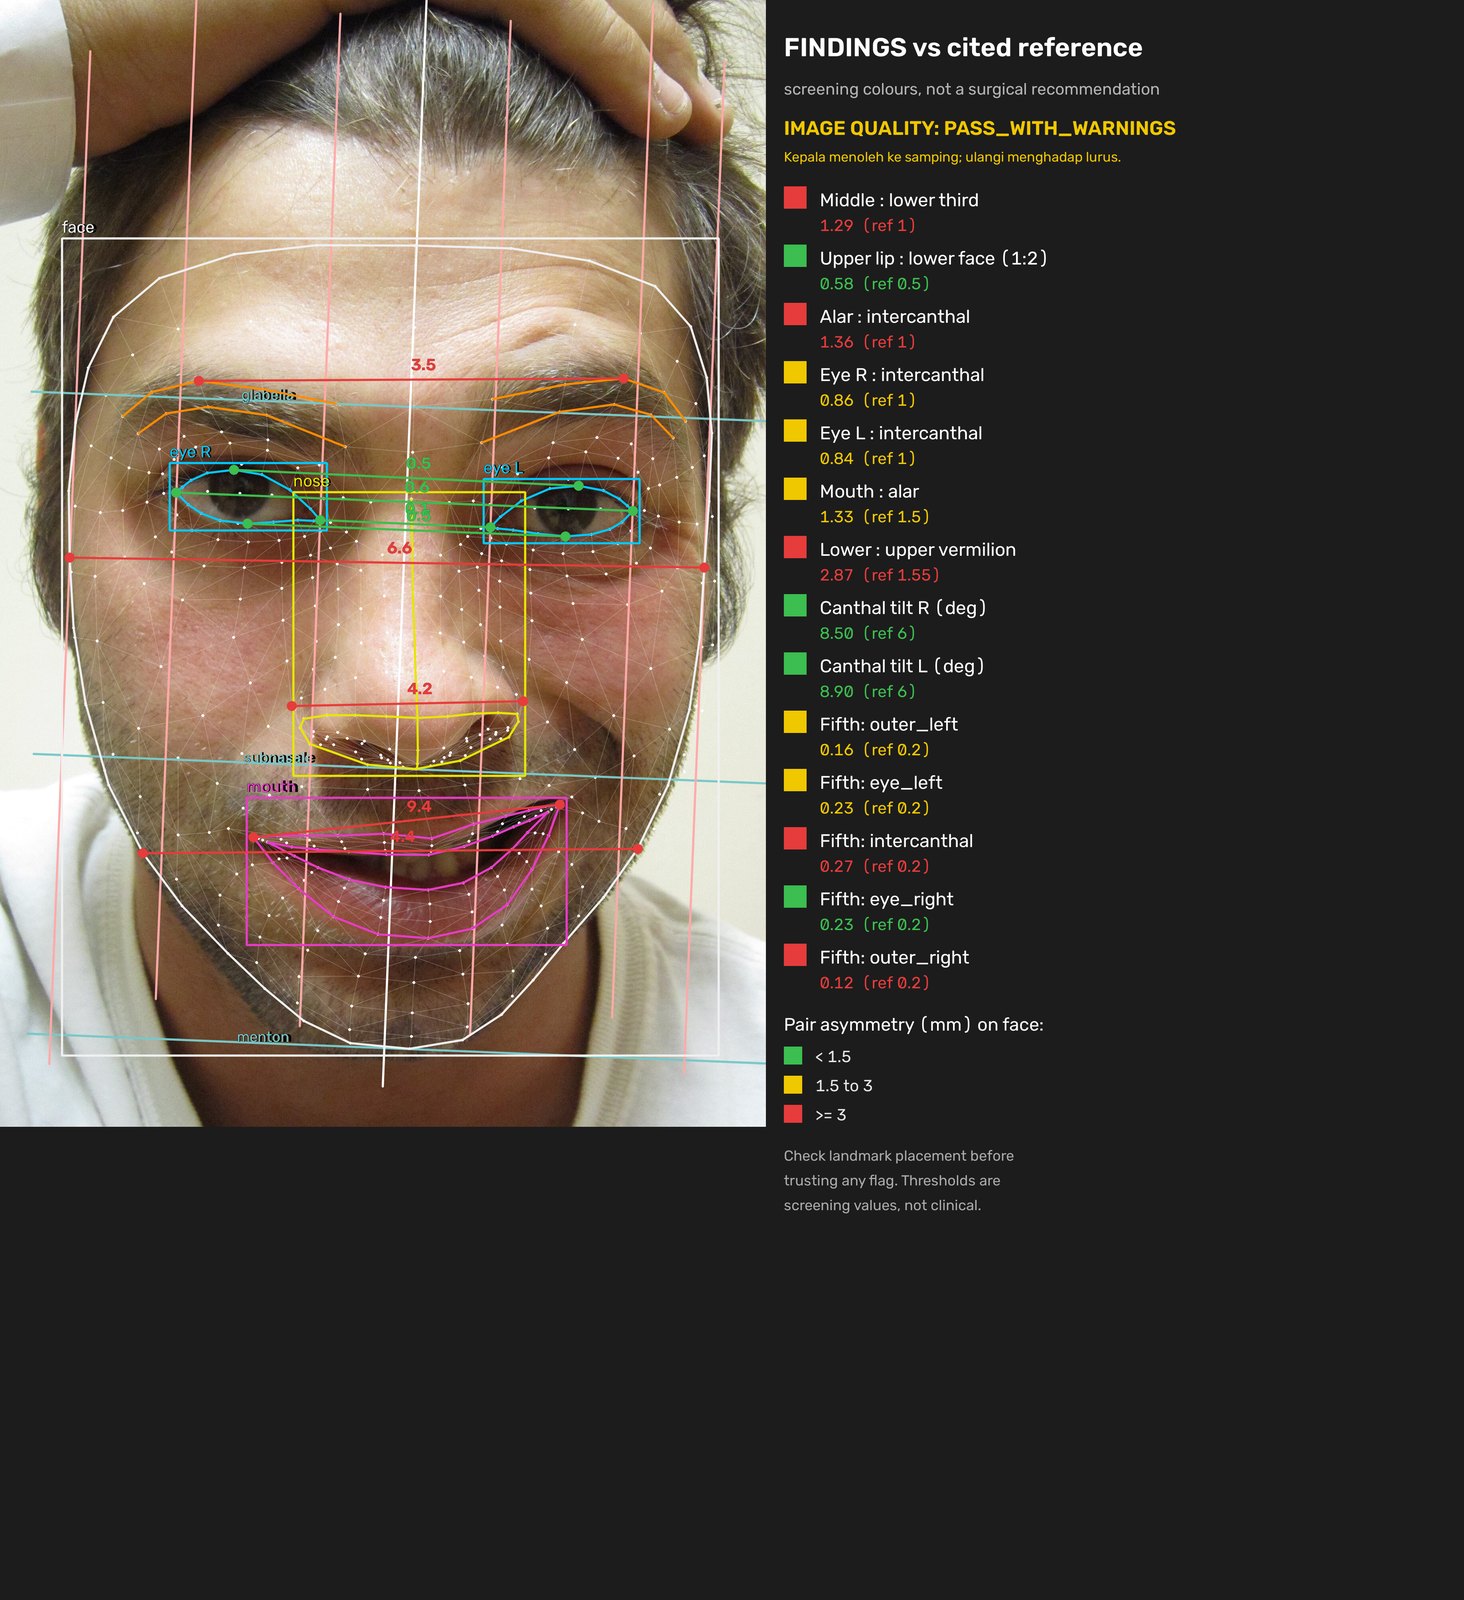 FINDINGS vs cited reference
screening colours, not a surgical recommendation
IMAGE QUALITY: PASS_WITH_WARNINGS
Kepala menoleh ke samping; ulangi menghadap lurus.
Middle : lower third
1.29 (ref 1)
Upper lip : lower face (1:2)
0.58 (ref 0.5)
Alar : intercanthal
1.36 (ref 1)
Eye R : intercanthal
0.86 (ref 1)
Eye L : intercanthal
0.84 (ref 1)
Mouth : alar
1.33 (ref 1.5)
Lower : upper vermilion
2.87 (ref 1.55)
Canthal tilt R (deg)
8.50 (ref 6)
Canthal tilt L (deg)
8.90 (ref 6)
Fifth: outer_left
0.16 (ref 0.2)
Fifth: eye_left
0.23 (ref 0.2)
Fifth: intercanthal
0.27 (ref 0.2)
Fifth: eye_right
0.23 (ref 0.2)
Fifth: outer_right
0.12 (ref 0.2)
Pair asymmetry (mm) on face:
< 1.5
1.5 to 3
>= 3
Check landmark placement before
trusting any flag. Thresholds are
screening values, not clinical.
face
3.5
glabella
eye R
0.5
eye L
nose
6.6
4.2
subnasale
mouth
9.4
4.4
menton